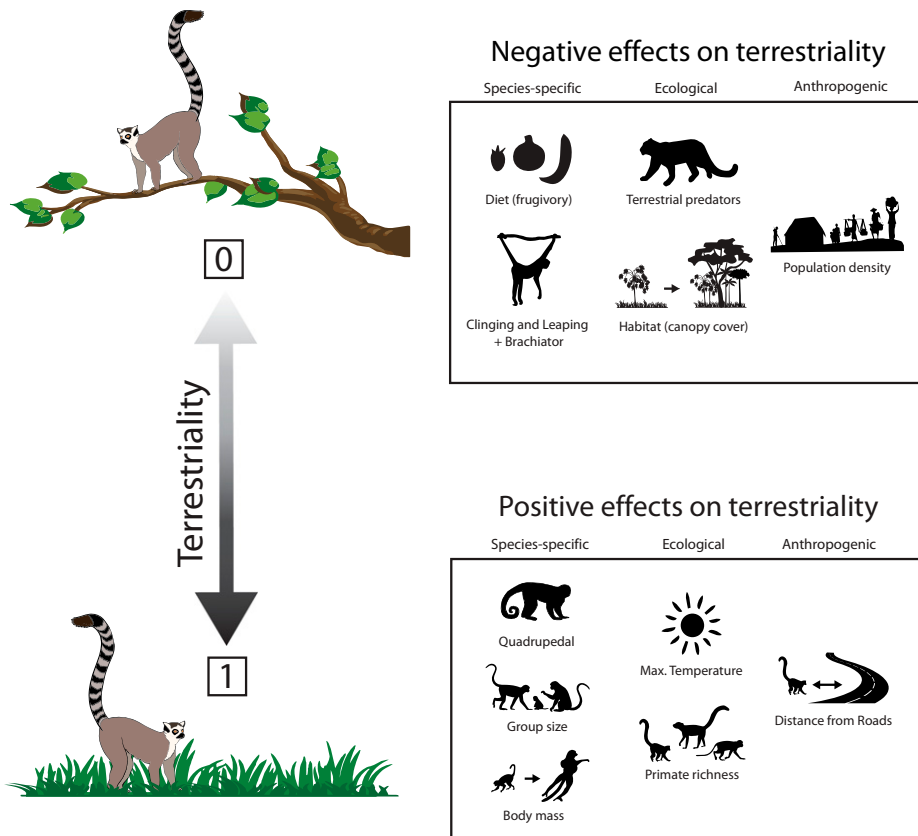 0
Terrestriality
1
Negative effects on terrestriality
Species-specific
Ecological
Anthropogenic
Diet (frugivory)
Terrestrial predators
Population density
Clinging and Leaping
+ Brachiator
Habitat (canopy cover)
Positive effects on terrestriality
Species-specific
Ecological
Anthropogenic
Quadrupedal
Max. Temperature
Distance from Roads
Group size
Primate richness
Body mass